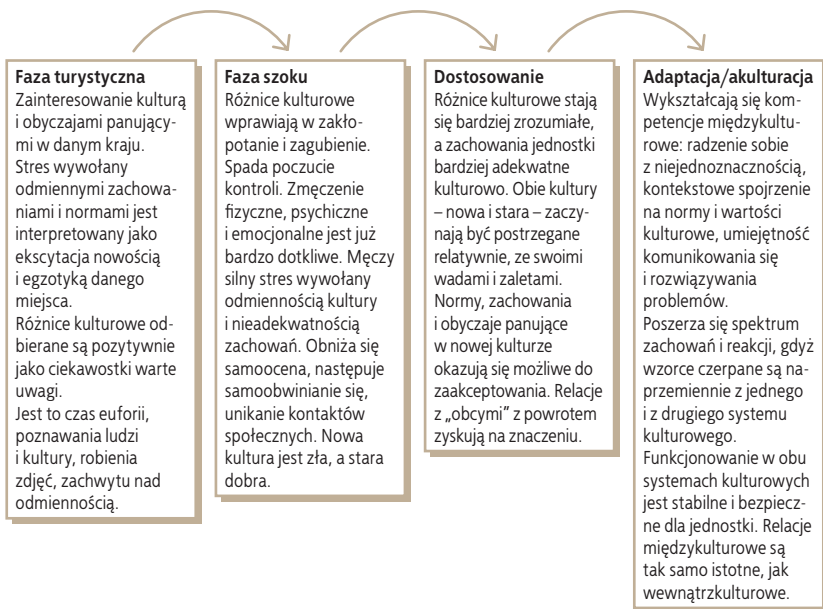 Faza turystyczna
Zainteresowanie kulturą
i obyczajami panujący-
mi w danym kraju.
Stres wywołany
odmiennymi zachowa-
niami i normami jest
interpretowany jako
ekscytacja nowością
i egzotyką danego
miejsca.
Różnice kulturowe od-
bierane są pozytywnie
jako ciekawostki warte
uwagi.
Jest to czas euforii,
poznawania ludzi
i kultury, robienia
zdjęć, zachwytu nad
odmiennością.
Faza szoku
Różnice kulturowe
wprawiają w zakło-
potanie i zagubienie.
Spada poczucie
kontroli. Zmęczenie
fizyczne, psychiczne
i emocjonalne jest już
bardzo dotkliwe. Męczy
silny stres wywołany
odmiennością kultury
i nieadekwatnością
zachowań. Obniża się
samoocena, następuje
samoobwinianie się,
unikanie kontaktów
społecznych. Nowa
kultura jest zła, a stara
dobra.
Dostosowanie
Różnice kulturowe stają
się bardziej zrozumiałe,
a zachowania jednostki
bardziej adekwatne
kulturowo. Obie kultury
– nowa i stara – zaczy-
nają być postrzegane
relatywnie, ze swoimi
wadami i zaletami.
Normy, zachowania
i obyczaje panujące
w nowej kulturze
okazują się możliwe do
zaakceptowania. Relacje
z „obcymi” z powrotem
zyskują na znaczeniu.
Adaptacja/akulturacja
Wykształcają się kom-
petencje międzykultu-
rowe: radzenie sobie
z niejednoznacznością,
kontekstowe spojrzenie
na normy i wartości
kulturowe, umiejętność
komunikowania się
i rozwiązywania
problemów.
Poszerza się spektrum
zachowań i reakcji, gdyż
wzorce czerpane są na-
przemiennie z jednego
i z drugiego systemu
kulturowego.
Funkcjonowanie w obu
systemach kulturowych
jest stabilne i bezpiecz-
ne dla jednostki. Relacje
międzykulturowe są
tak samo istotne, jak
wewnątrzkulturowe.